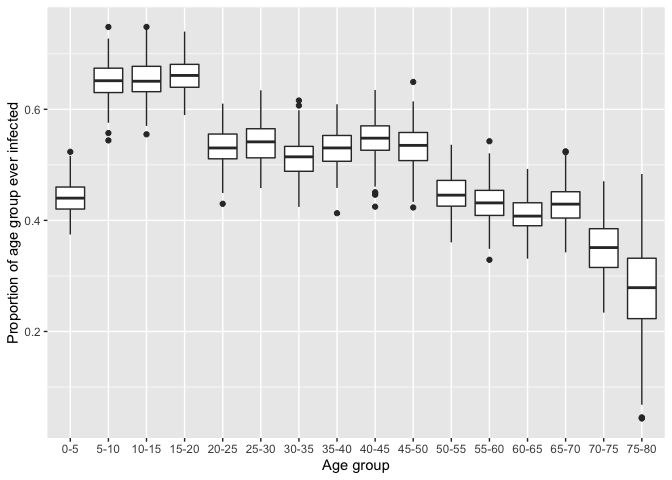 Proportion of age group ever infected
0.6
0.4
0.2
0-5 5-10 10-15 15-20 20-25 25-30 30-35 35-40 40-45 45-50 50-55 55-60 60-65 65-70 70-75 75-80
Age group